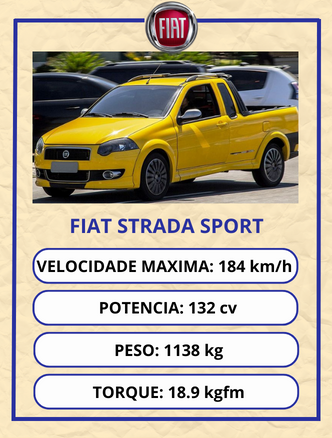 FIAT
FIAT STRADA SPORT
VELOCIDADE MAXIMA: 184 km/h
POTENCIA: 132 cv
PESO: 1138 kg
TORQUE: 18.9 kgfm